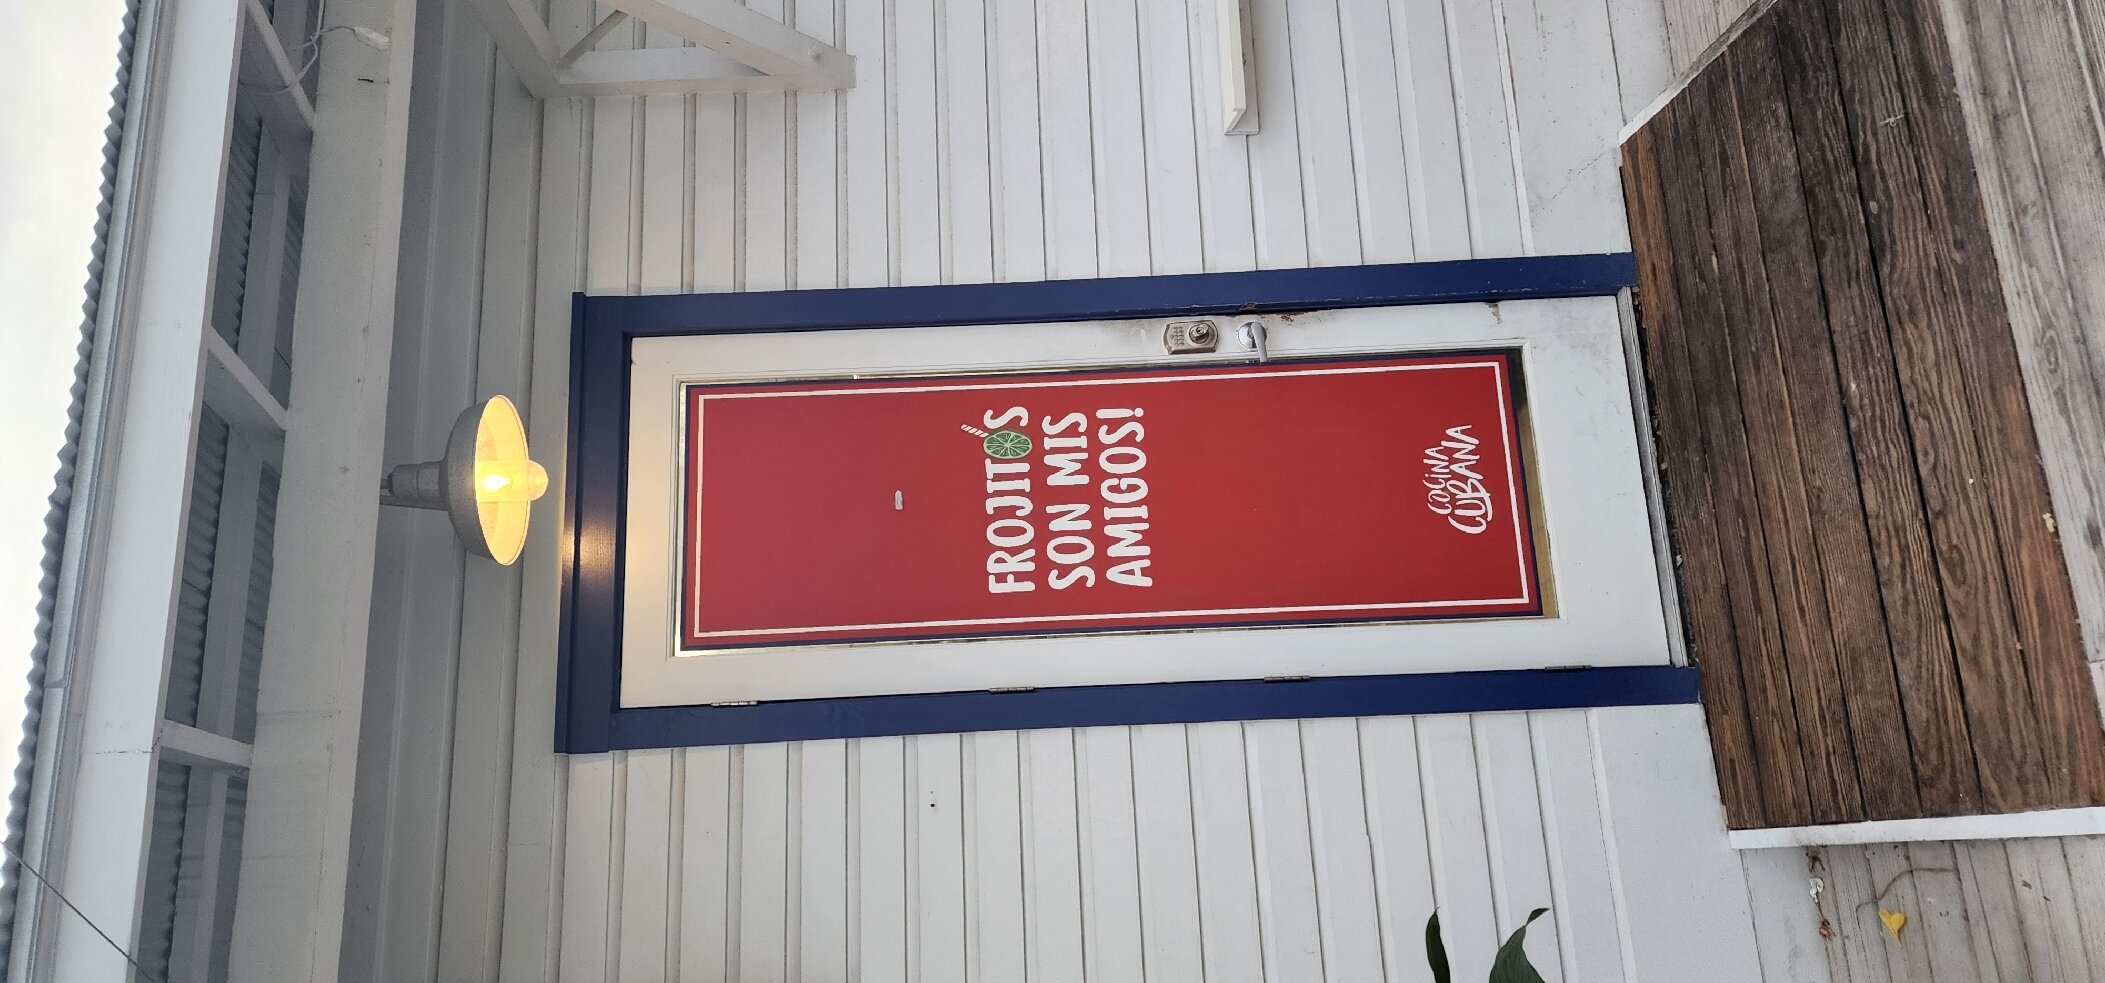 FROJITOS
SON MIS
AMIGOS!
COCINA
CUBANA